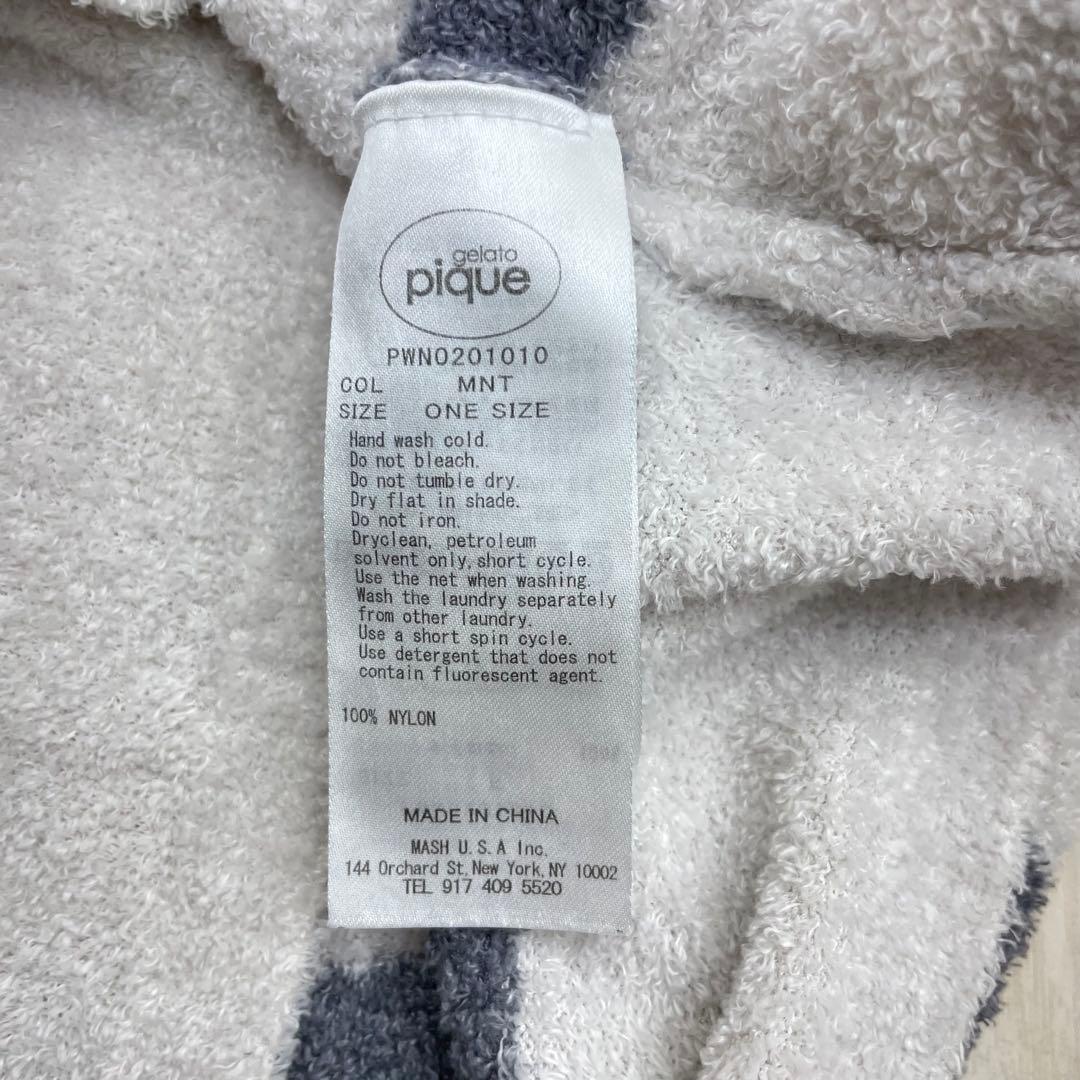 gelato
pique
PWN0201010
COL MNT
SIZE ONE SIZE
Hand wash cold.
Do not bleach.
Do not tumble dry.
Dry flat in shade.
Do not iron.
Dryclean, petroleum
solvent only, short cycle.
Use the net when washing.
Wash the laundry separately
from other laundry.
Use a short spin cycle.
Use detergent that does not
contain fluorescent agent.
100% NYLON
MADE IN CHINA
MASH U.S.A Inc.
144 Orchard St, New York, NY 10002
TEL 917 409 5520